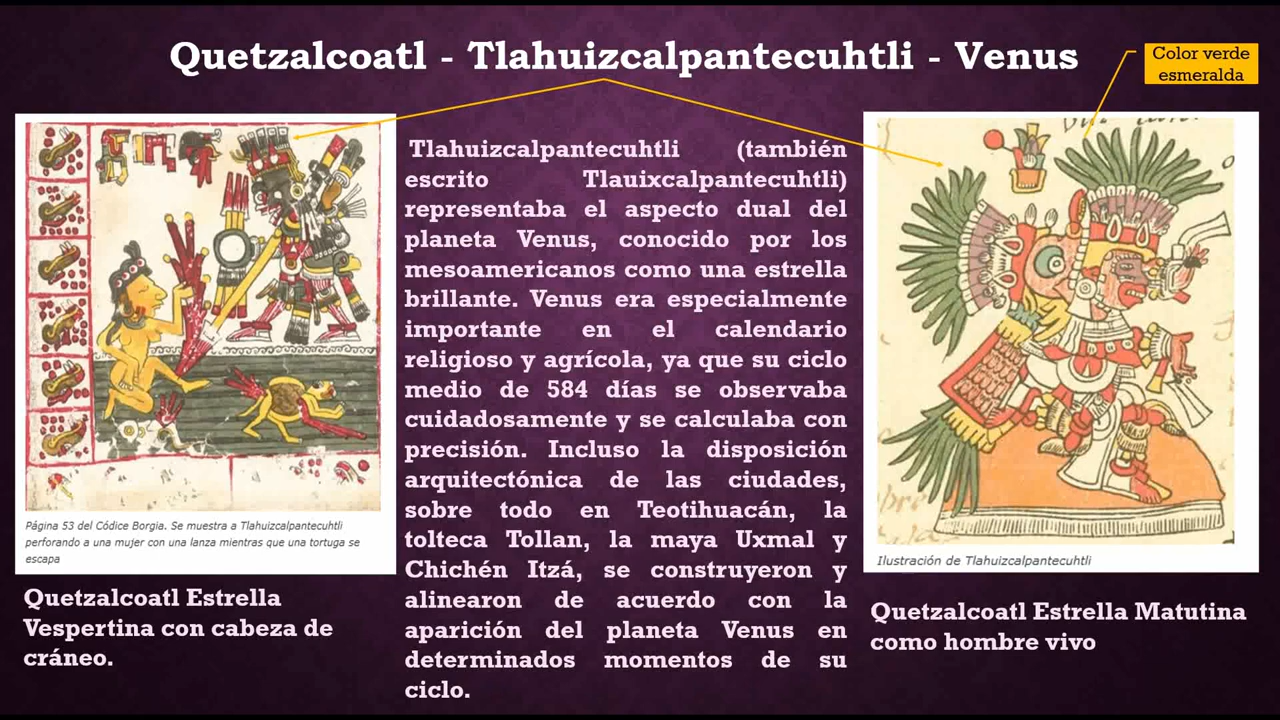 Quetzalcoatl - Tlahuizcalpantecuhtli - Venus
Color verde
esmeralda
Página 53 del Códice Borgia. Se muestra a Tlahuizcalpantecuhtli
perforando a una mujer con una lanza mientras que una tortuga se
escapa
Quetzalcoatl Estrella
Vespertina con cabeza de
cráneo.
Tlahuizcalpantecuhtli (también
escrito Tlauixcalpantecuhtli)
representaba el aspecto dual del
planeta Venus, conocido por los
mesoamericanos como una estrella
brillante. Venus era especialmente
importante en el calendario
religioso y agrícola, ya que su ciclo
medio de 584 días se observaba
cuidadosamente y se calculaba con
precisión. Incluso la disposición
arquitectónica de las ciudades,
sobre todo en Teotihuacán, la
tolteca Tollan, la maya Uxmal y
Chichén Itzá, se construyeron y
alinearon de acuerdo con la
aparición del planeta Venus en
determinados momentos de su
ciclo.
Ilustración de Tlahuizcalpantecuhtli
Quetzalcoatl Estrella Matutina
como hombre vivo